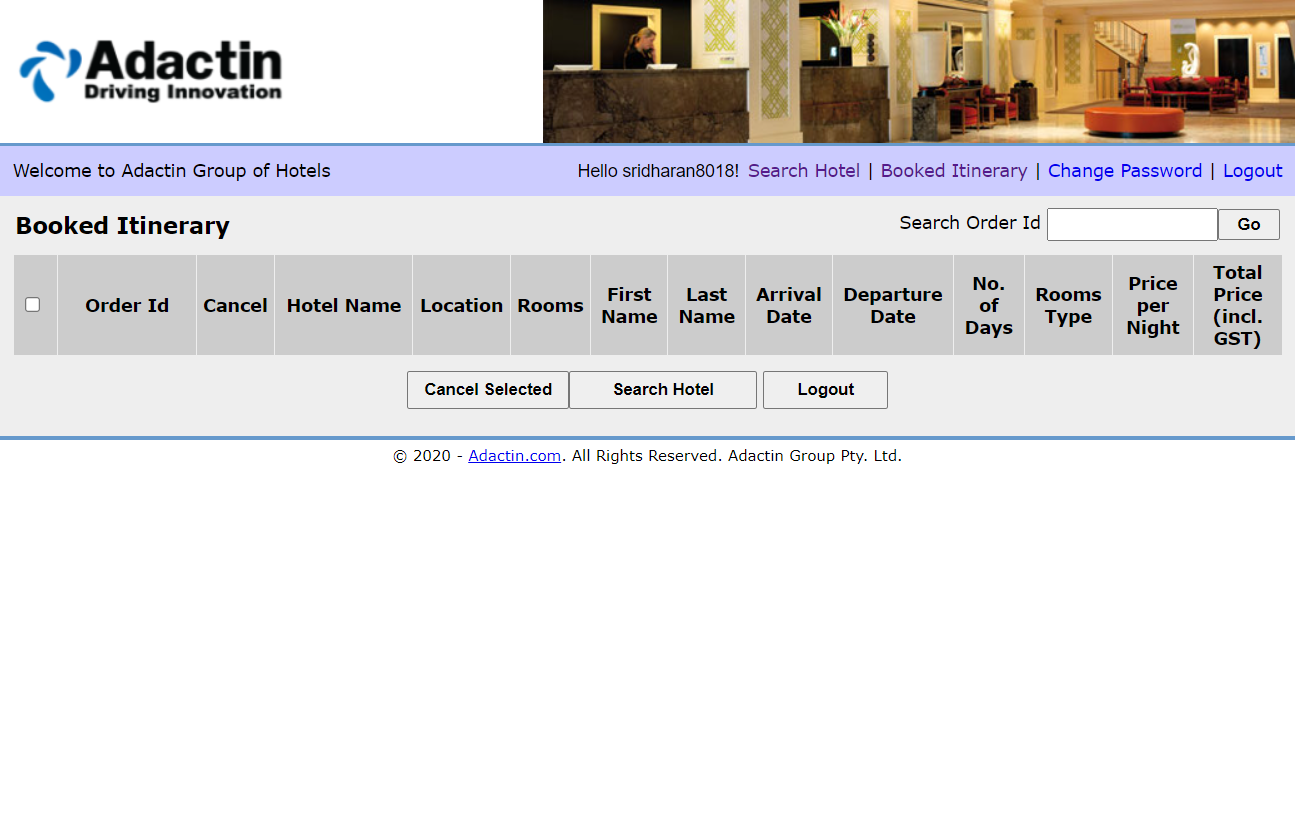 Adactin
Driving Innovation
Welcome to Adactin Group of Hotels
Hello sridharan8018! Search Hotel | Booked Itinerary | Change Password | Logout
Booked Itinerary
Search Order Id
Go
Order Id
Cancel
Hotel Name
Location
Rooms
First
Name
Last
Name
Arrival
Date
Departure
Date
No.
of
Days
Rooms
Type
Price
per
Night
Total
Price
(incl.
GST)
Cancel Selected
Search Hotel
Logout
© 2020 - Adactin.com. All Rights Reserved. Adactin Group Pty. Ltd.